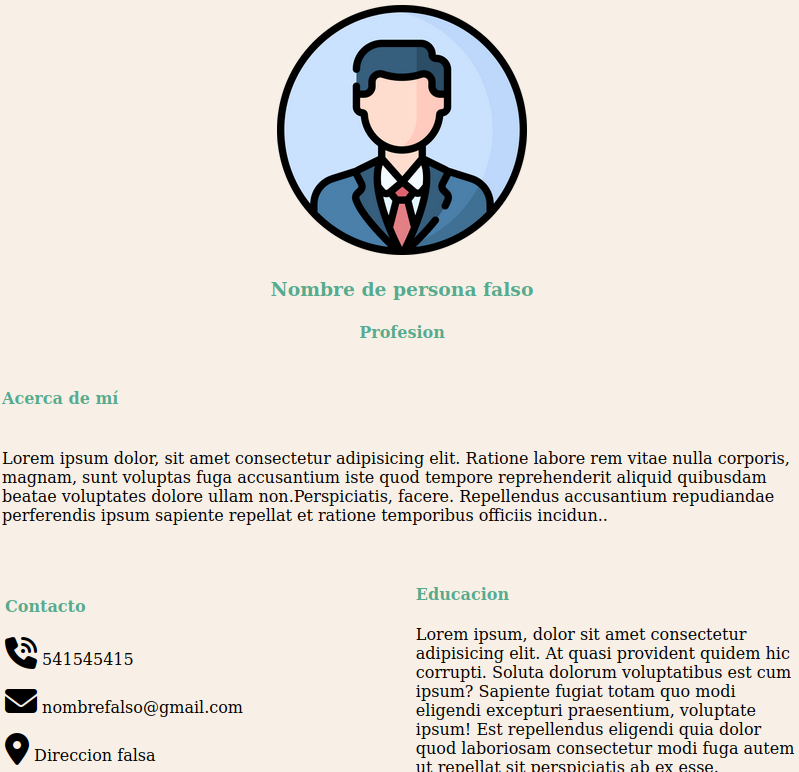 Nombre de persona falso
Profesion
Acerca de mí
Lorem ipsum dolor, sit amet consectetur adipisicing elit. Ratione labore rem vitae nulla corporis,
magnam, sunt voluptas fuga accusantium iste quod tempore reprehenderit aliquid quibusdam
beatae voluptates dolore ullam non.Perspiciatis, facere. Repellendus accusantium repudiandae
perferendis ipsum sapiente repellat et ratione temporibus officiis incidun..
Contacto
541545415
nombrefalso@gmail.com
Direccion falsa
Educacion
Lorem ipsum, dolor sit amet consectetur
adipisicing elit. At quasi provident quidem hic
corrupti. Soluta dolorum voluptatibus est cum
ipsum? Sapiente fugiat totam quo modi
eligendi excepturi praesentium, voluptate
ipsum! Est repellendus eligendi quia dolor
quod laboriosam consectetur modi fuga autem
ut repellat sit perspiciatis ab ex esse.